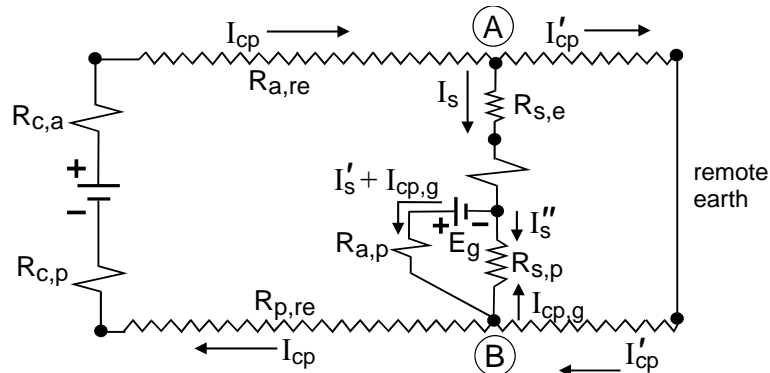 A
I_cp
I'_cp
R_a,re
I_s
R_s,e
R_c,a
+
−
remote
earth
I'_s + I_cp,g
+ −
E_g
I''_s
R_a,p
R_s,p
R_c,p
R_p,re
I_cp,g
I_cp
B
I'_cp